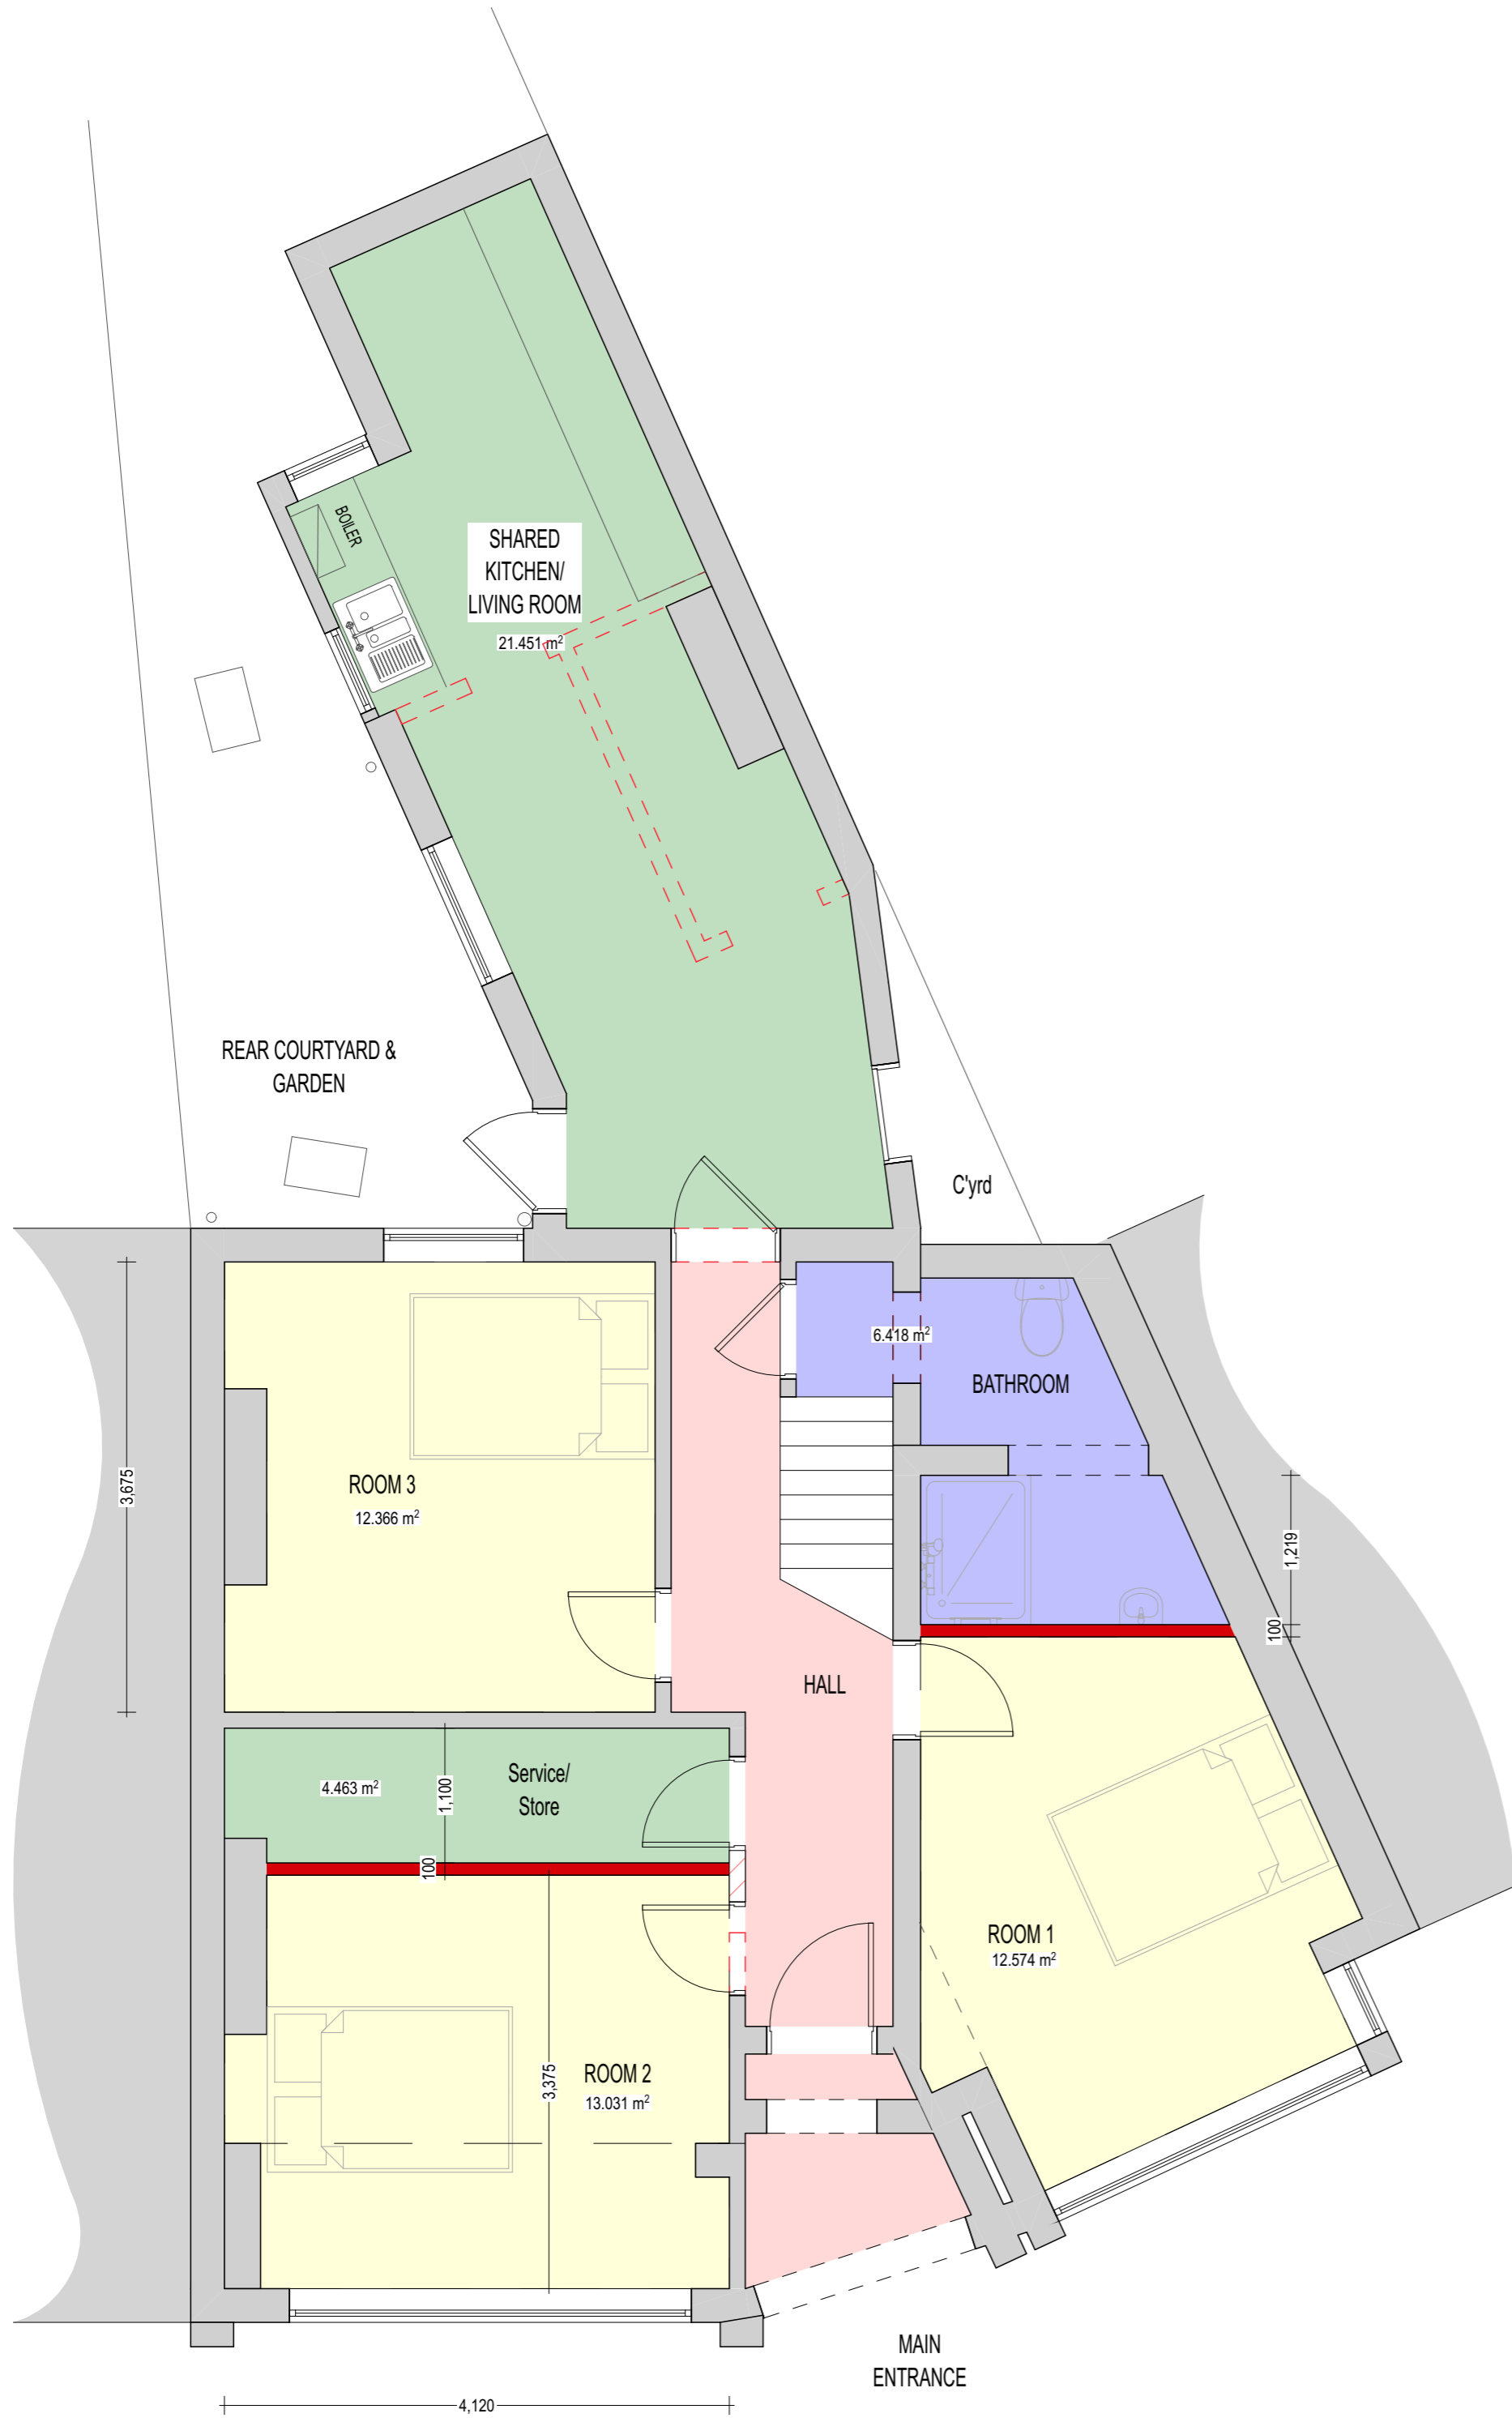 BOILER
SHARED
KITCHEN/
LIVING ROOM
21.451 m²
REAR COURTYARD &
GARDEN
C'yrd
6.418 m²
BATHROOM
3,675
ROOM 3
12.366 m²
1,219
100
HALL
4.463 m²
1,100
Service/
Store
100
ROOM 1
12.574 m²
ROOM 2
13.031 m²
3,375
MAIN
ENTRANCE
4,120